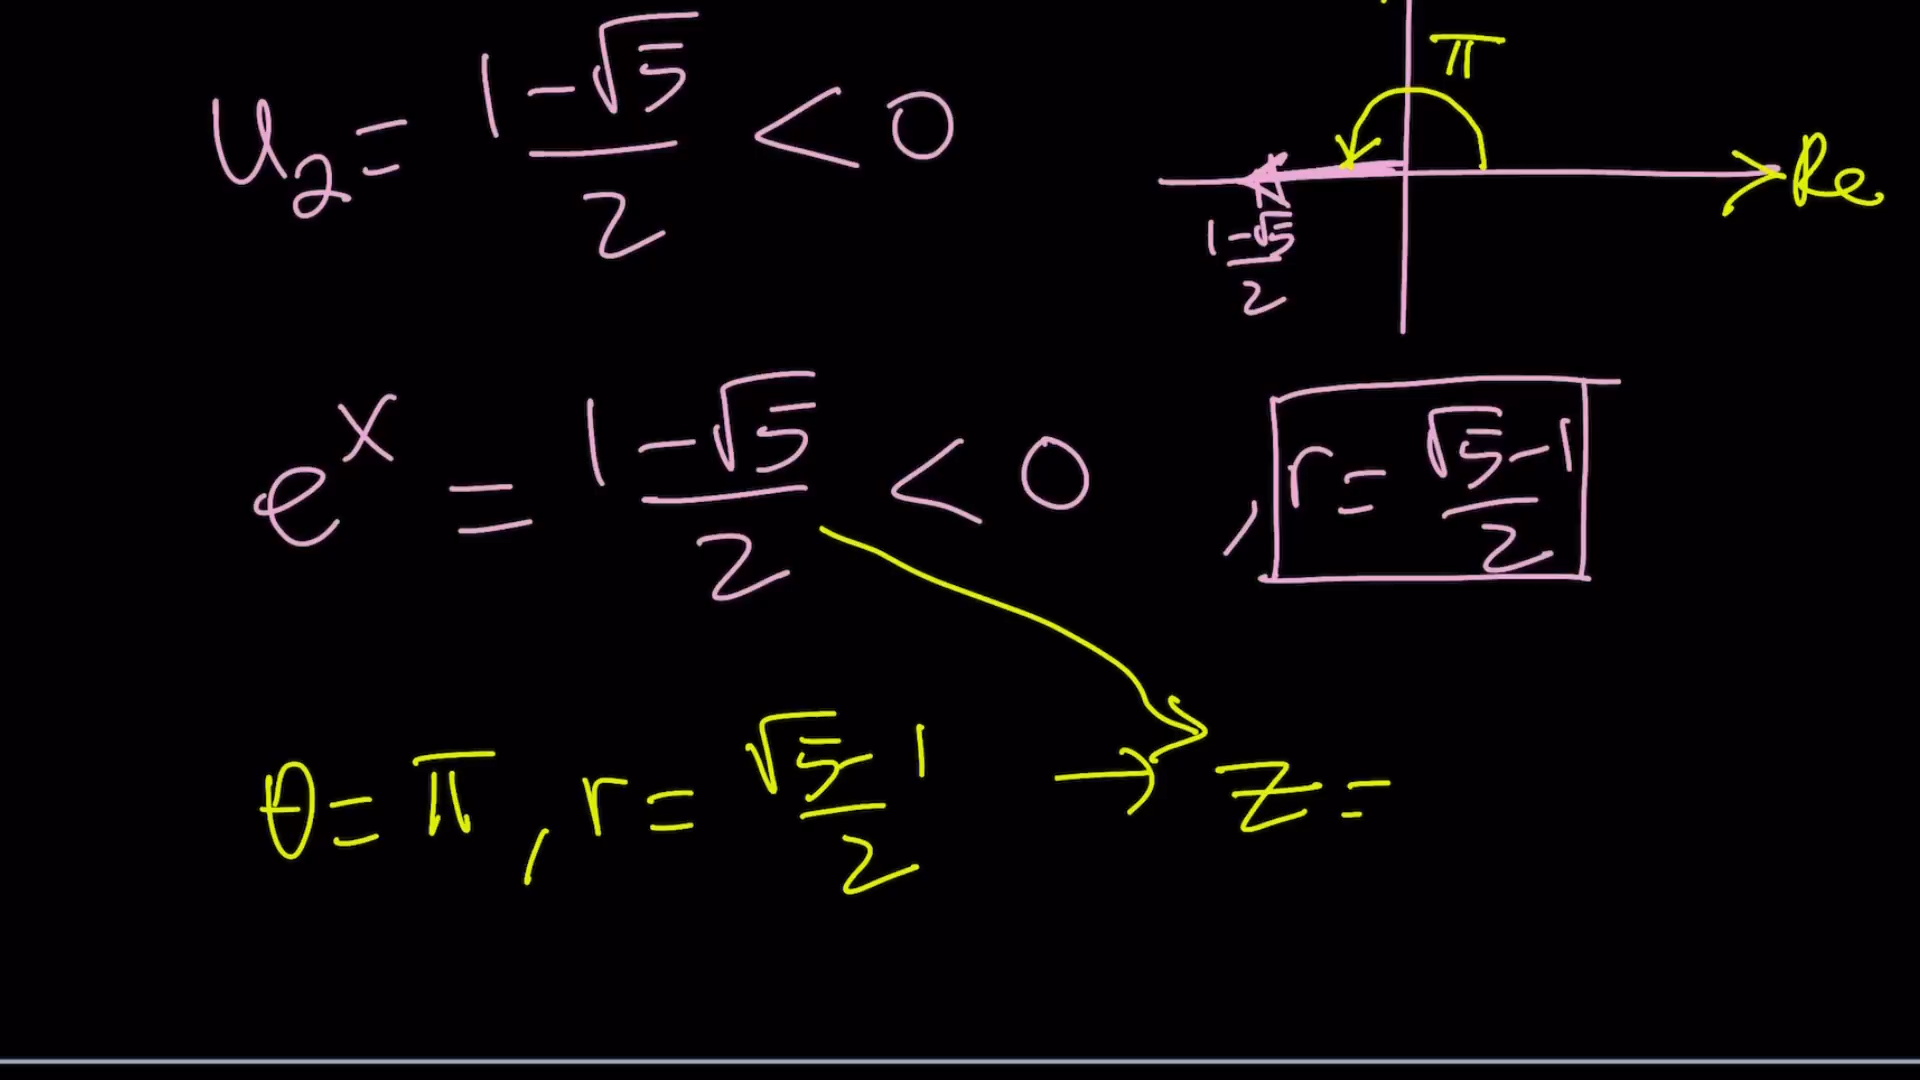 u₂ = (1-√5)/2 < 0
π
Re
(1-√5)/2
e^x = (1-√5)/2 < 0 , r = (√5-1)/2
θ = π , r = (√5-1)/2 → z =